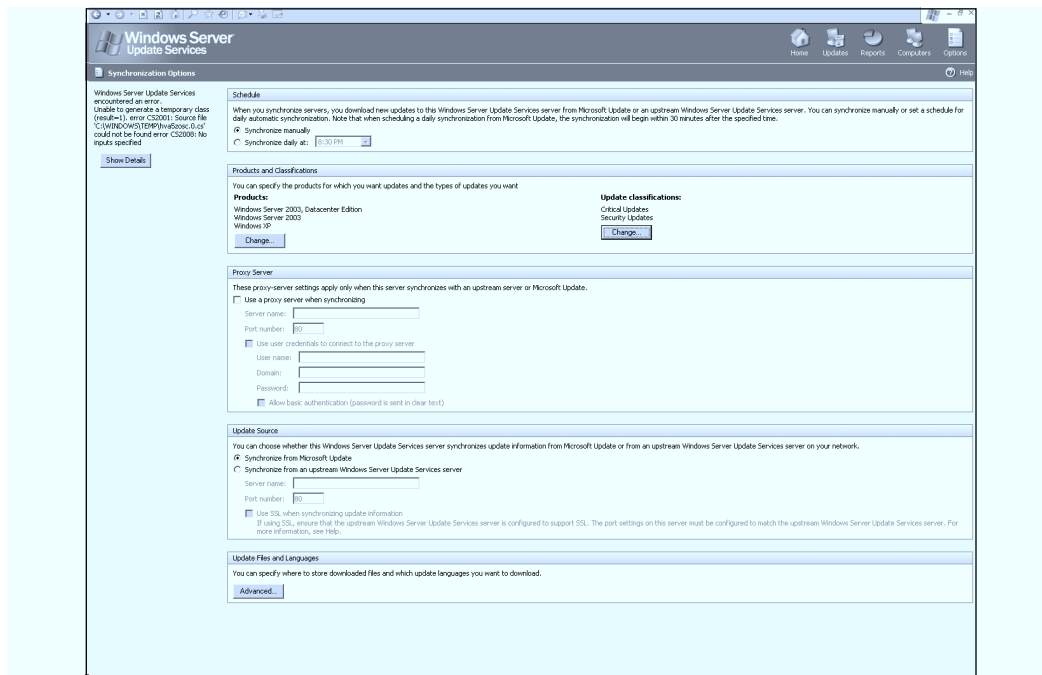 Windows Server
Update Services
Home
Updates
Reports
Computers
Options
Synchronization Options
Help
Windows Server Update Services
encountered an error.
Unable to generate a temporary class
(result=1). error CS2001: Source file
'C:\WINDOWS\TEMP\hwaSzosc.0.cs'
could not be found error CS2008: No
inputs specified
Show Details
Schedule
When you synchronize servers, you download new updates to this Windows Server Update Services server from Microsoft Update or an upstream Windows Server Update Services server. You can synchronize manually or set a schedule for
daily automatic synchronization. Note that when scheduling a daily synchronization from Microsoft Update, the synchronization will begin within 30 minutes after the specified time.
Synchronize manually
Synchronize daily at: 8:30 PM
Products and Classifications
You can specify the products for which you want updates and the types of updates you want
Products:
Windows Server 2003, Datacenter Edition
Windows Server 2003
Windows XP
Change...
Update classifications:
Critical Updates
Security Updates
Change...
Proxy Server
These proxy-server settings apply only when this server synchronizes with an upstream server or Microsoft Update.
Use a proxy server when synchronizing
Server name:
Port number: 80
Use user credentials to connect to the proxy server
User name:
Domain:
Password:
Allow basic authentication (password is sent in clear text)
Update Source
You can choose whether this Windows Server Update Services server synchronizes update information from Microsoft Update or from an upstream Windows Server Update Services server on your network.
Synchronize from Microsoft Update
Synchronize from an upstream Windows Server Update Services server
Server name:
Port number: 80
Use SSL when synchronizing update information
If using SSL, ensure that the upstream Windows Server Update Services server is configured to support SSL. The port settings on this server must be configured to match the upstream Windows Server Update Services server. For
more information, see Help.
Update Files and Languages
You can specify where to store downloaded files and which update languages you want to download.
Advanced...